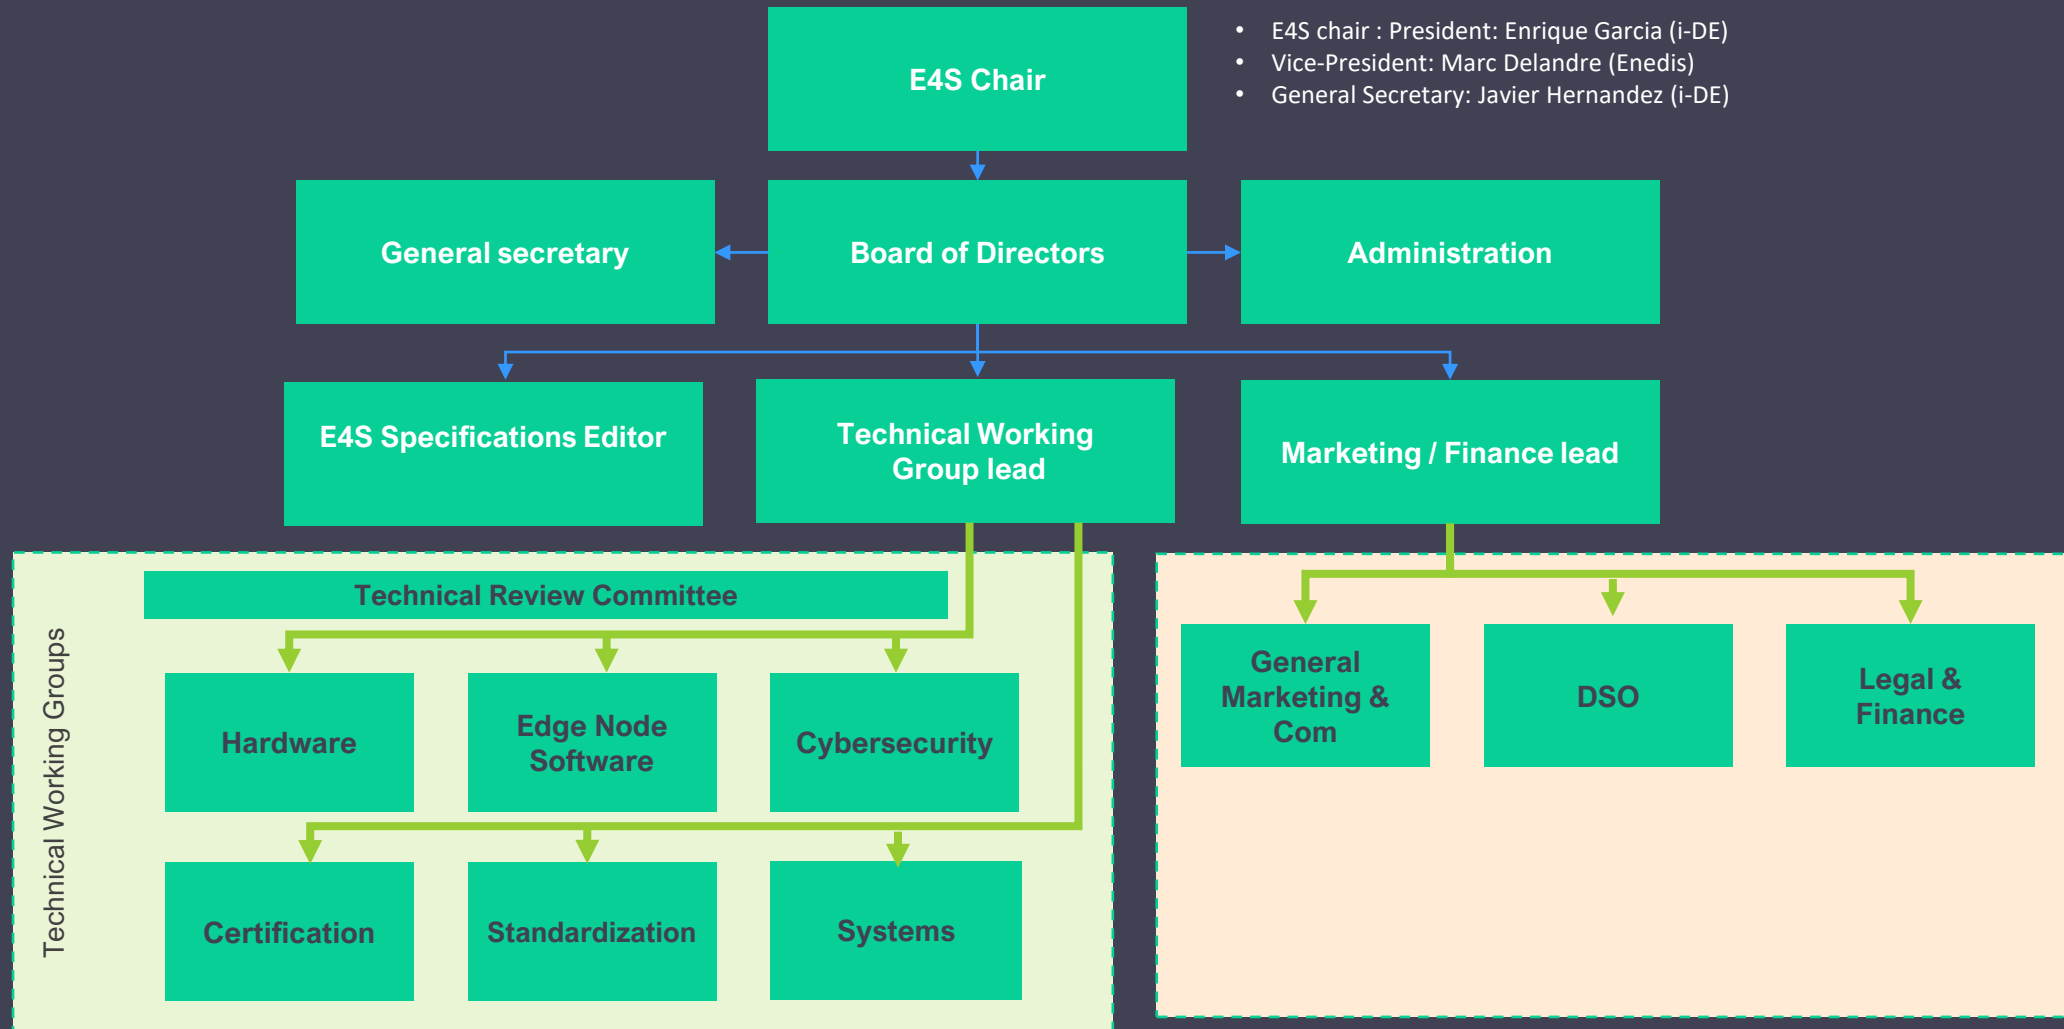 E4S Chair
• E4S chair : President: Enrique Garcia (i-DE)
• Vice-President: Marc Delandre (Enedis)
• General Secretary: Javier Hernandez (i-DE)
General secretary
Board of Directors
Administration
E4S Specifications Editor
Technical Working
Group lead
Marketing / Finance lead
Technical Working Groups
Technical Review Committee
Hardware
Edge Node
Software
Cybersecurity
Certification
Standardization
Systems
General
Marketing &
Com
DSO
Legal &
Finance